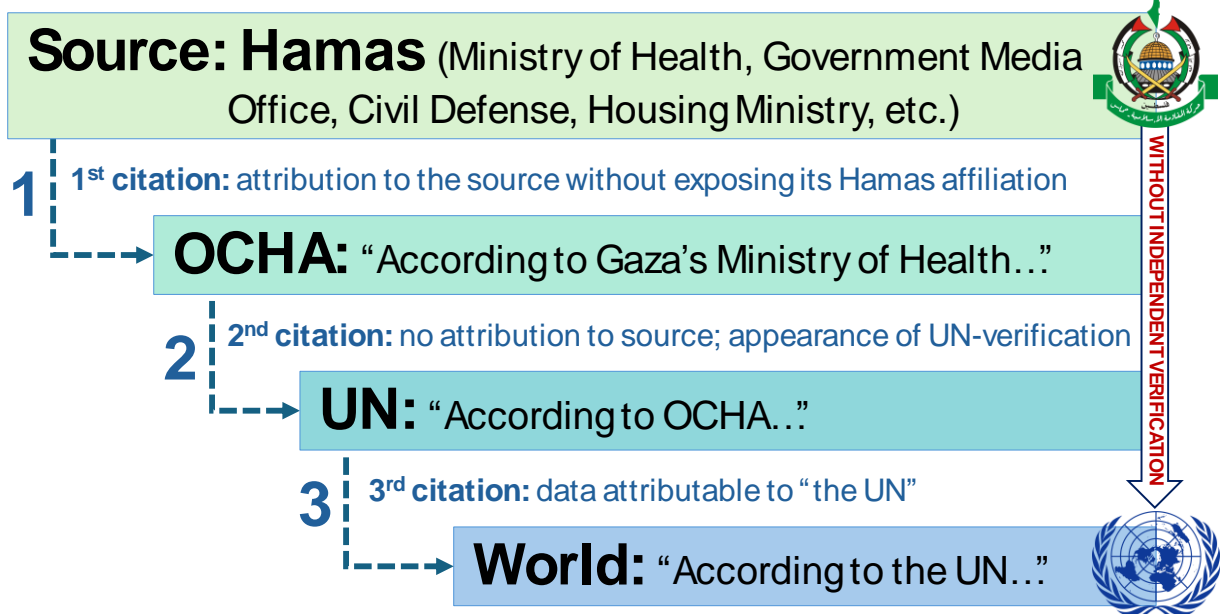 Source: Hamas (Ministry of Health, Government Media
Office, Civil Defense, Housing Ministry, etc.)
1
1st citation: attribution to the source without exposing its Hamas affiliation
OCHA: “According to Gaza’s Ministry of Health…”
2
2nd citation: no attribution to source; appearance of UN-verification
UN: “According to OCHA…”
3
3rd citation: data attributable to “the UN”
World: “According to the UN…”
WITHOUT INDEPENDENT VERIFICATION